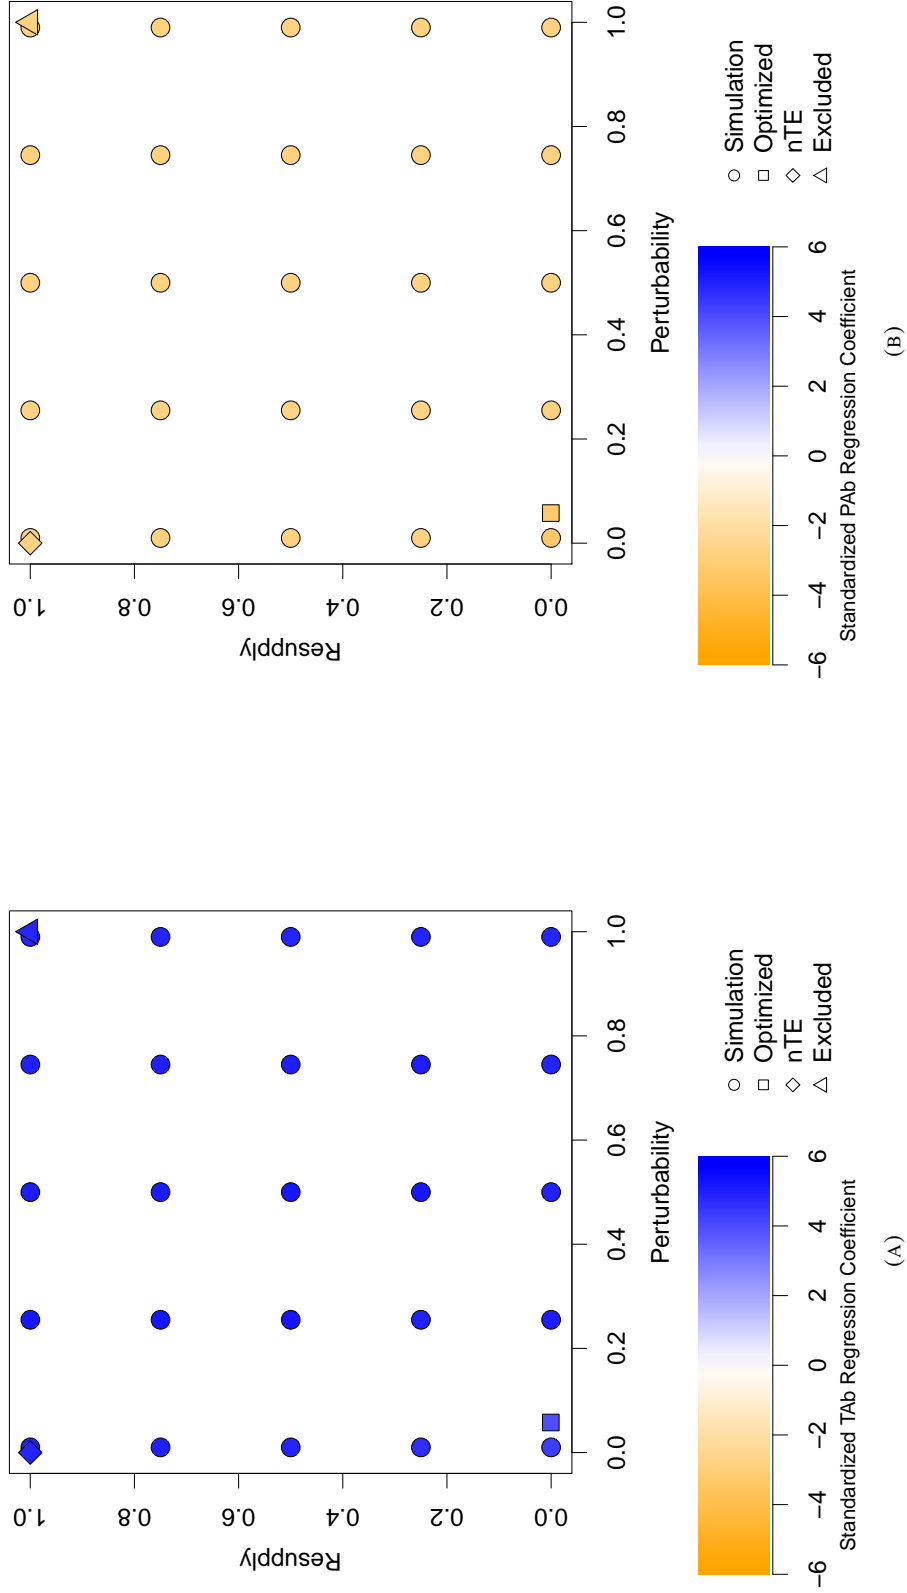 1.0
0.8
0.6
0.4
0.2
0.0
Resupply
0.0
0.2
0.4
0.6
0.8
1.0
Perturbability
−6
−4
−2
0
2
4
6
Standardized TAb Regression Coefficient
Simulation
Optimized
nTE
Excluded
(A)
1.0
0.8
0.6
0.4
0.2
0.0
Resupply
0.0
0.2
0.4
0.6
0.8
1.0
Perturbability
−6
−4
−2
0
2
4
6
Standardized PAb Regression Coefficient
Simulation
Optimized
nTE
Excluded
(B)